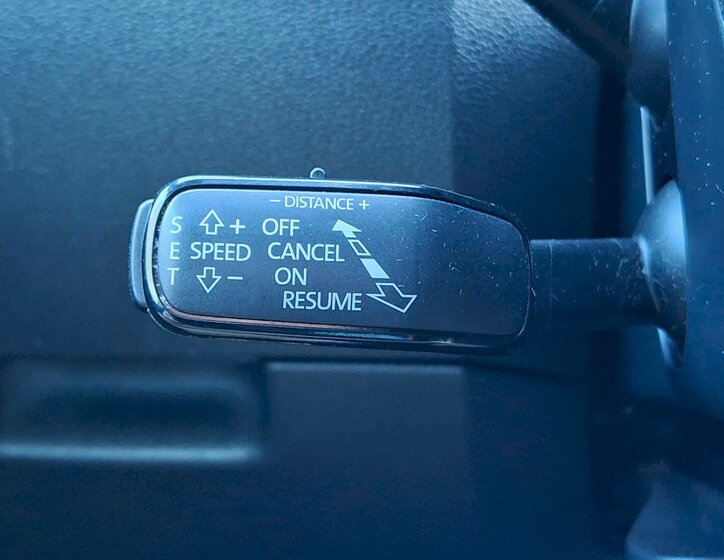 − DISTANCE +
S + OFF
E SPEED CANCEL
T − ON
RESUME